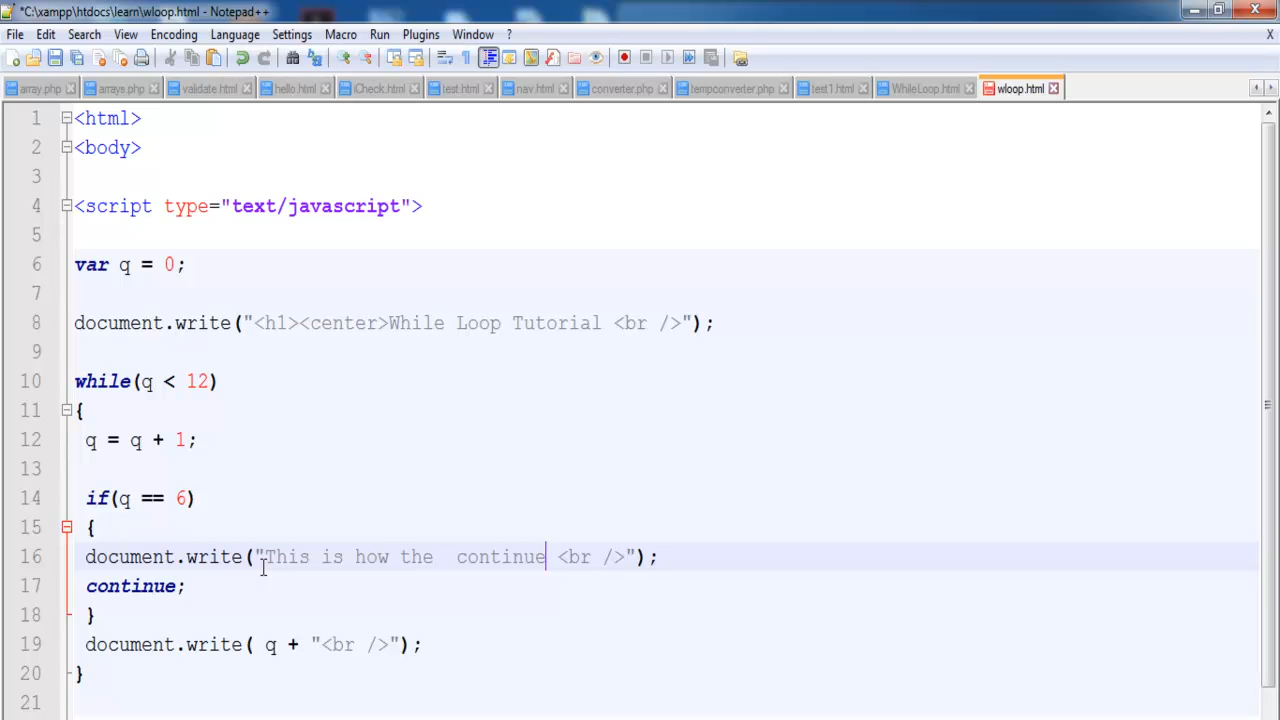 *C:\xampp\htdocs\learn\wloop.html - Notepad++
File Edit Search View Encoding Language Settings Macro Run Plugins Window ? X
array.php arrays.php validate.html hello.html iCheck.html test.html nav.html converter.php tempconverter.php test1.html WhileLoop.html wloop.html
1 <html>
2 <body>
3
4 <script type="text/javascript">
5
6 var q = 0;
7
8 document.write("<h1><center>While Loop Tutorial <br />");
9
10 while(q < 12)
11 {
12 q = q + 1;
13
14 if(q == 6)
15 {
16 document.write("This is how the  continue <br />");
17 continue;
18 }
19 document.write( q + "<br />");
20 }
21